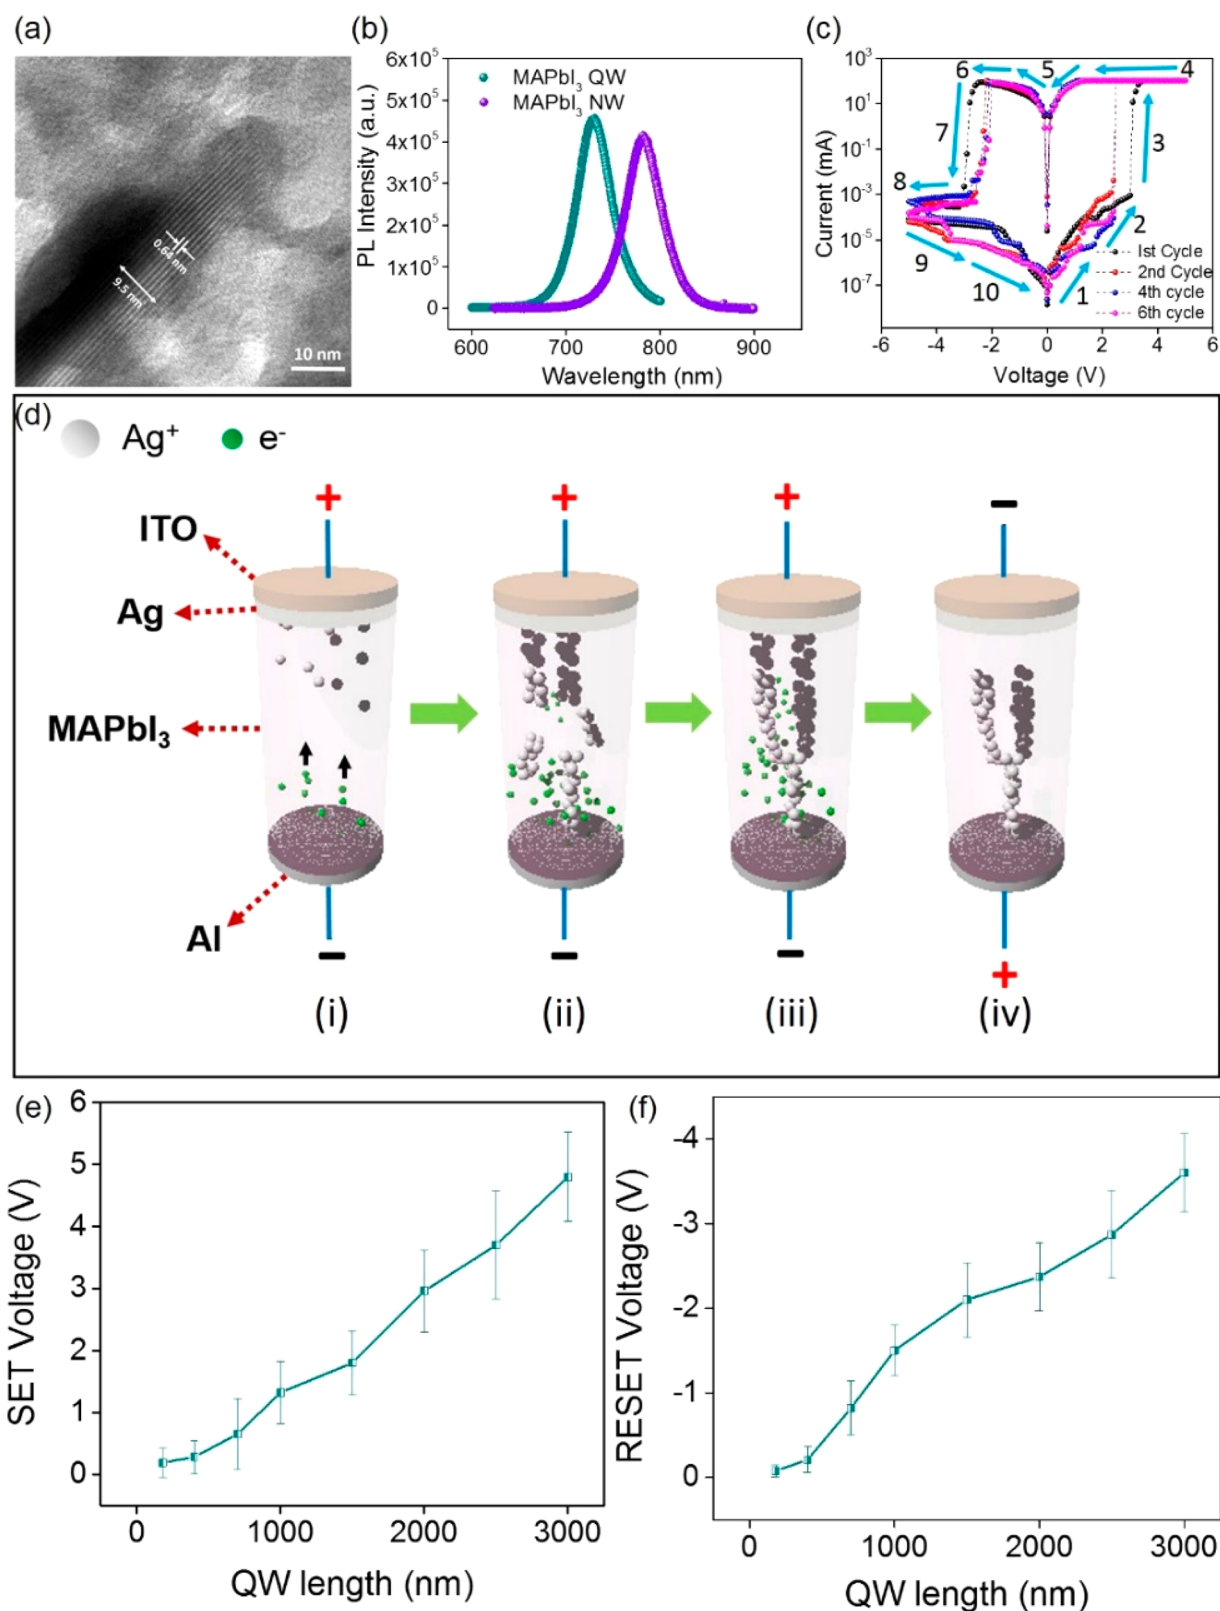 (a)
0.64 nm
9.5 nm
10 nm
(b)
PL Intensity (a.u.)
6x10⁵
5x10⁵
4x10⁵
3x10⁵
2x10⁵
1x10⁵
0
MAPbI₃ QW
MAPbI₃ NW
600 700 800 900
Wavelength (nm)
(c)
Current (mA)
10³
10¹
10⁻¹
10⁻³
10⁻⁵
10⁻⁷
6 5 4
7 3
8
2
9
10 1
1st Cycle
2nd Cycle
4th cycle
6th cycle
-6 -4 -2 0 2 4 6
Voltage (V)
(d)
Ag⁺ e⁻
+ + + −
ITO
Ag
MAPbI₃
Al
− − − +
(i) (ii) (iii) (iv)
(e)
SET Voltage (V)
6
5
4
3
2
1
0
0 1000 2000 3000
QW length (nm)
(f)
RESET Voltage (V)
-4
-3
-2
-1
0
0 1000 2000 3000
QW length (nm)